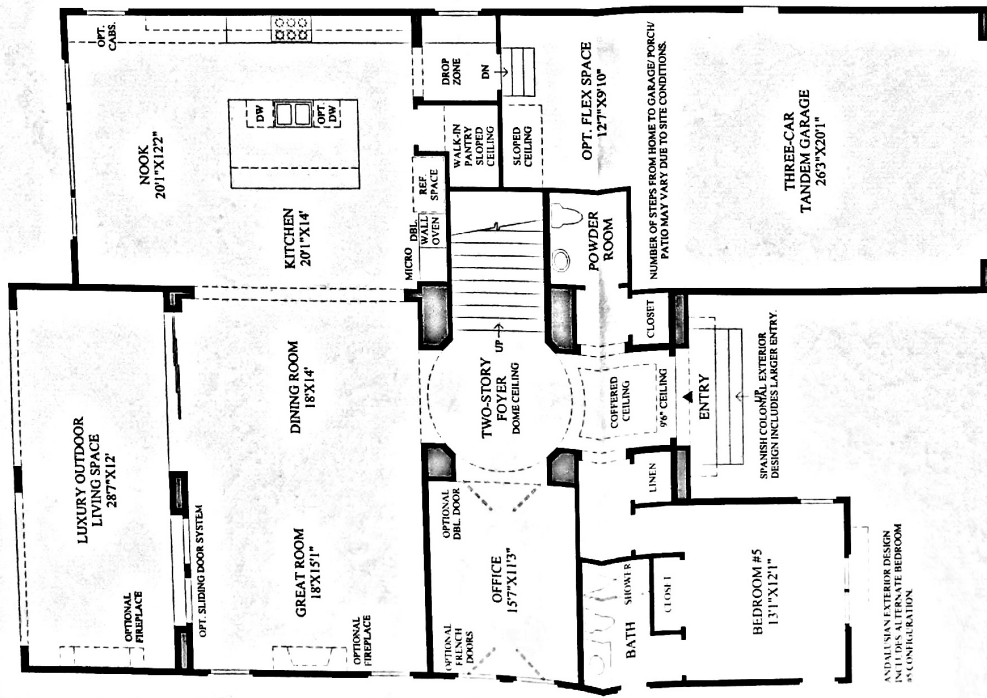 LUXURY OUTDOOR
LIVING SPACE
28'7"X12'
OPTIONAL
FIREPLACE
OPT. SLIDING DOOR SYSTEM
GREAT ROOM
18'X15'1"
OPTIONAL
FIREPLACE
DINING ROOM
18'X14'
NOOK
20'1"X12'2"
OPT.
CABS.
DW
OPT.
DW
KITCHEN
20'1"X14'
MICRO
DBL.
WALL
OVEN
REF.
SPACE
WALK-IN
PANTRY
SLOPED
CEILING
DROP
ZONE
DN
SLOPED
CEILING
OPT. FLEX SPACE
12'7"X9'10"
OFFICE
15'7"X11'3"
OPTIONAL
FRENCH
DOORS
OPTIONAL
DBL. DOOR
TWO-STORY
FOYER
DOME CEILING
UP
POWDER
ROOM
CLOSET
COFFERED
CEILING
9'6" CEILING
ENTRY
UP
SPANISH COLONIAL EXTERIOR
DESIGN INCLUDES LARGER ENTRY.
LINEN
BATH
SHOWER
CLOSET
BEDROOM #5
13'1"X12'1"
ANDALUSIAN EXTERIOR DESIGN
INCLUDES ALTERNATE BEDROOM
#5 CONFIGURATION.
NUMBER OF STEPS FROM HOME TO GARAGE/ PORCH/
PATIO MAY VARY DUE TO SITE CONDITIONS.
THREE-CAR
TANDEM GARAGE
26'3"X20'1"